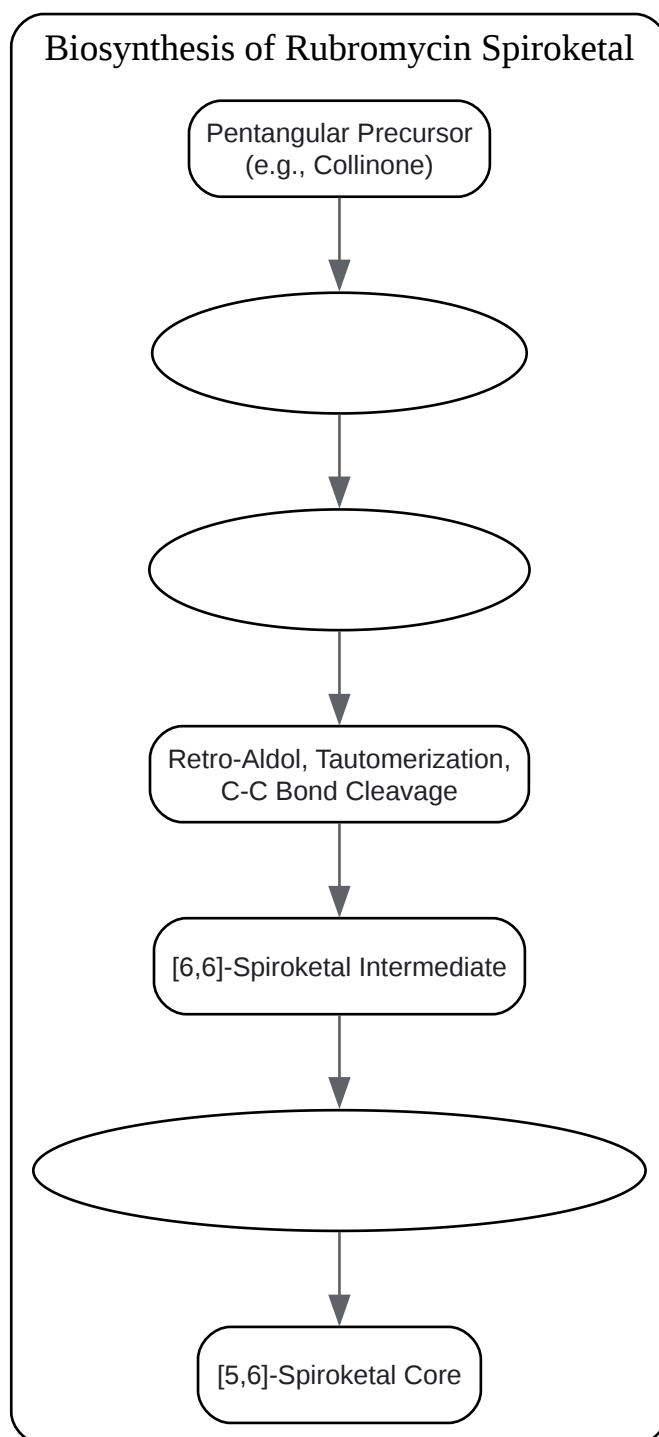 Biosynthesis of Rubromycin Spiroketal
Pentangular Precursor
(e.g., Collinone)
Retro-Aldol, Tautomerization,
C-C Bond Cleavage
[6,6]-Spiroketal Intermediate
[5,6]-Spiroketal Core